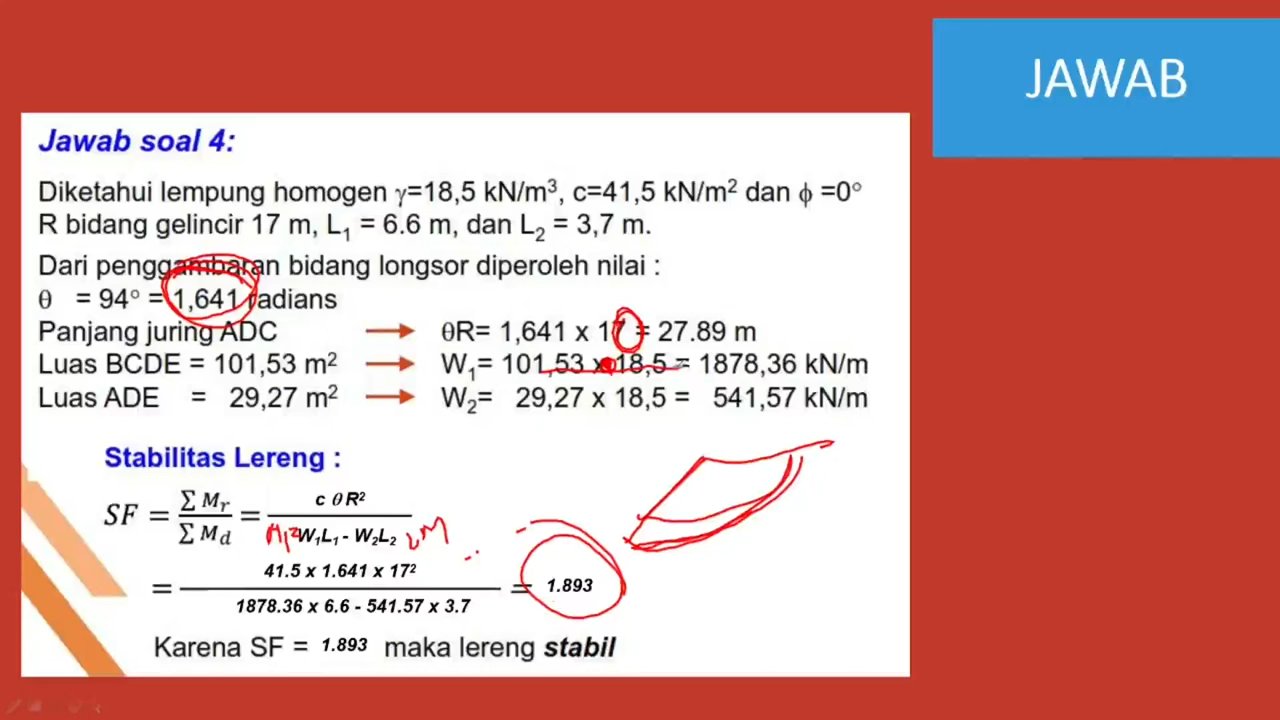 JAWAB
Jawab soal 4:
Diketahui lempung homogen γ=18,5 kN/m³, c=41,5 kN/m² dan ϕ =0°
R bidang gelincir 17 m, L₁ = 6.6 m, dan L₂ = 3,7 m.
Dari penggambaran bidang longsor diperoleh nilai :
θ = 94° = 1,641 radians
Panjang juring ADC → θR= 1,641 x 17 = 27.89 m
Luas BCDE = 101,53 m² → W₁= 101,53 x 18,5 = 1878,36 kN/m
Luas ADE = 29,27 m² → W₂= 29,27 x 18,5 = 541,57 kN/m
Stabilitas Lereng :
SF = ∑ Mᵣ / ∑ M_d = c θ R² / W₁L₁ - W₂L₂
= 41.5 x 1.641 x 17² / 1878.36 x 6.6 - 541.57 x 3.7 = 1.893
Karena SF = 1.893 maka lereng stabil